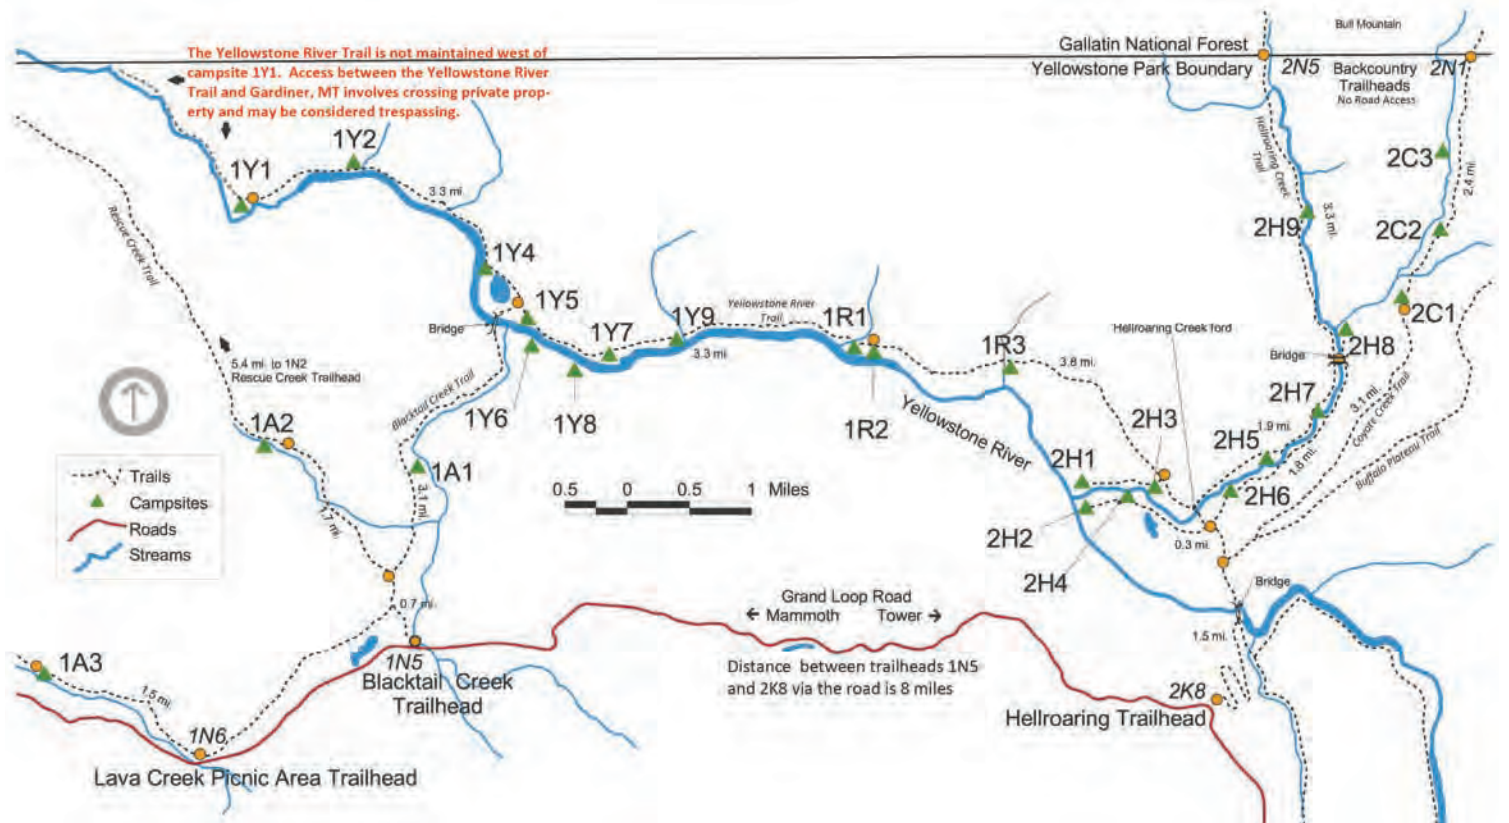 Bull Mountain
Gallatin National Forest
Yellowstone Park Boundary
2N5
Backcountry
Trailheads
No Road Access
2N1
The Yellowstone River Trail is not maintained west of
campsite 1Y1.  Access between the Yellowstone River
Trail and Gardiner, MT involves crossing private prop-
erty and may be considered trespassing.
1Y2
1Y1
3.3 mi.
Rescue Creek Trail
Hellroaring Creek
Trail
2C3
2.4 mi.
2H9
3.3 mi.
2C2
1Y4
1Y5
Bridge
1Y7
1Y9
3.3 mi.
Yellowstone River
Trail
1R1
1R3
3.8 mi.
Hellroaring Creek ford
2C1
2H8
Bridge
5.4 mi. to 1N2
Rescue Creek Trailhead
Blacktail Creek Trail
1Y6
1Y8
1R2
Yellowstone River
2H7
3.1 mi.
Coyote Creek Trail
1A2
2H3
2H5
1.9 mi.
1.8 mi.
Buffalo Plateau Trail
1A1
3.1 mi.
2H1
2H6
Trails
Campsites
Roads
Streams
0.5 0 0.5 1 Miles
.7 mi.
2H2
0.3 mi.
2H4
Bridge
0.7 mi.
Grand Loop Road
← Mammoth Tower →
1.5 mi.
1A3
1N5
Blacktail Creek
Trailhead
Distance between trailheads 1N5
and 2K8 via the road is 8 miles
1.5 mi.
2K8
Hellroaring Trailhead
1N6
Lava Creek Picnic Area Trailhead